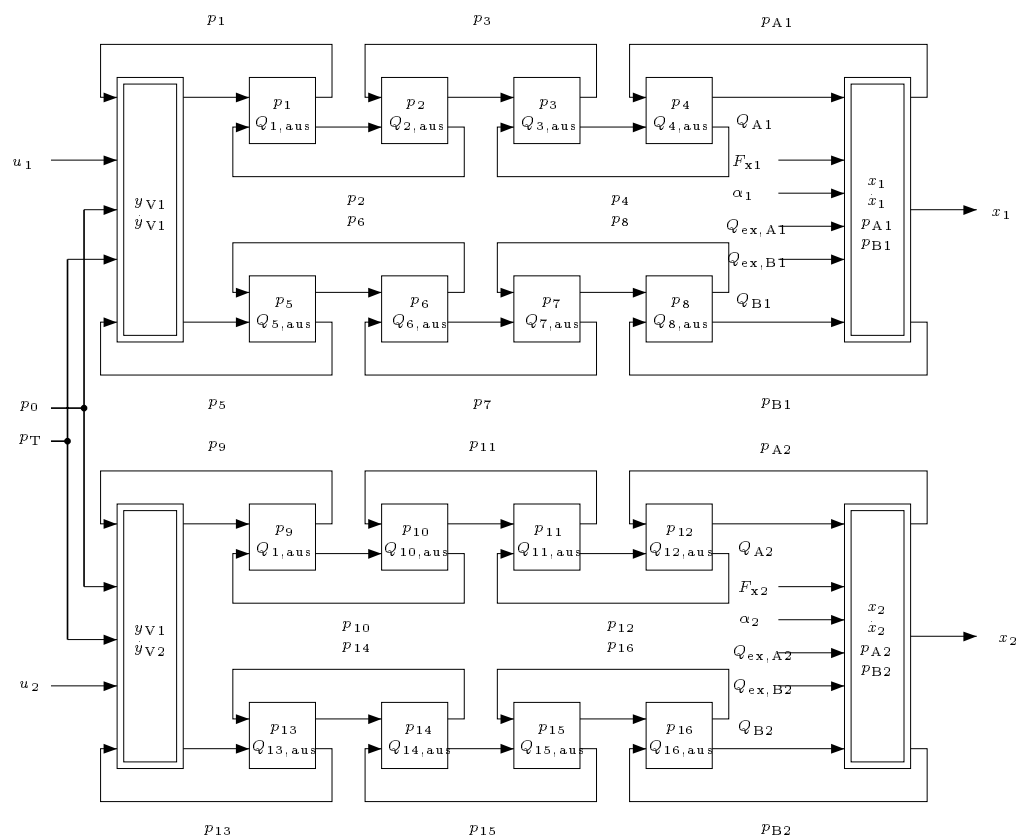 p1 p3 pA1
p1 p2 p3 p4
Q1,aus Q2,aus Q3,aus Q4,aus QA1
u1 Fx1
yV1 p2 p4 α1 x1
ẏV1 p6 p8 Qex,A1 ẋ1 x1
pA1
Qex,B1 pB1
p5 p6 p7 p8 QB1
Q5,aus Q6,aus Q7,aus Q8,aus
p0 p5 p7 pB1
pT p9 p11 pA2
p9 p10 p11 p12
Q1,aus Q10,aus Q11,aus Q12,aus QA2
Fx2
yV1 p10 p12 α2 x2
ẏV2 p14 p16 Qex,A2 ẋ2 x2
pA2
u2 Qex,B2 pB2
p13 p14 p15 p16 QB2
Q13,aus Q14,aus Q15,aus Q16,aus
p13 p15 pB2